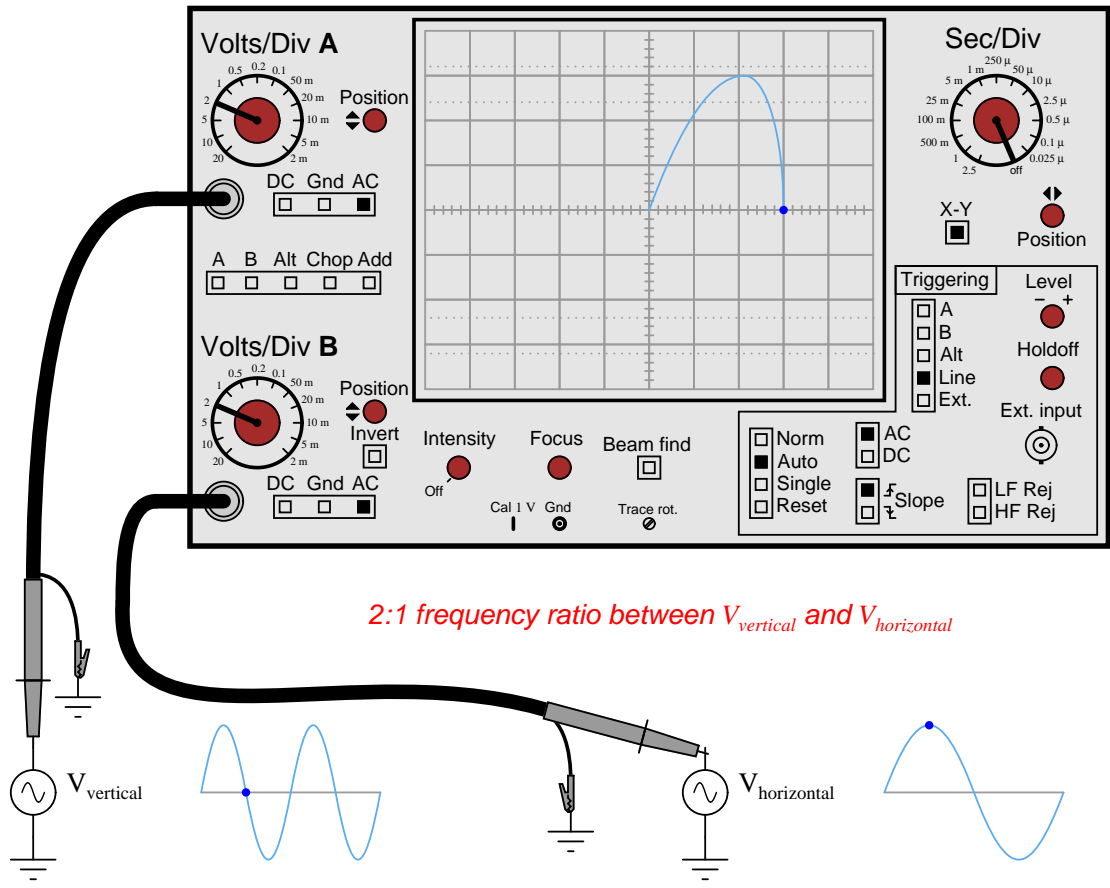 Volts/Div A
20 10 5 2 1 0.5 0.2 0.1 50 m 20 m 10 m 5 m 2 m
Position
DC Gnd AC
A B Alt Chop Add
Volts/Div B
20 10 5 2 1 0.5 0.2 0.1 50 m 20 m 10 m 5 m 2 m
Position
Invert
DC Gnd AC
Intensity
Off
Focus
Beam find
Cal 1 V Gnd
Trace rot.
Sec/Div
2.5 1 500 m 100 m 25 m 5 m 1 m 250 μ 50 μ 10 μ 2.5 μ 0.5 μ 0.1 μ 0.025 μ off
X-Y
Position
Triggering
A
B
Alt
Line
Ext.
Level
− +
Holdoff
Ext. input
Norm
Auto
Single
Reset
AC
DC
Slope
LF Rej
HF Rej
2:1 frequency ratio between Vvertical and Vhorizontal
Vvertical
Vhorizontal